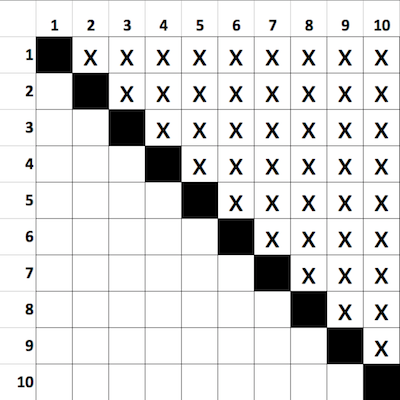 1 2 3 4 5 6 7 8 9 10
1 X X X X X X X X X
2 X X X X X X X X
3 X X X X X X X
4 X X X X X X
5 X X X X X
6 X X X X
7 X X X
8 X X
9 X
10